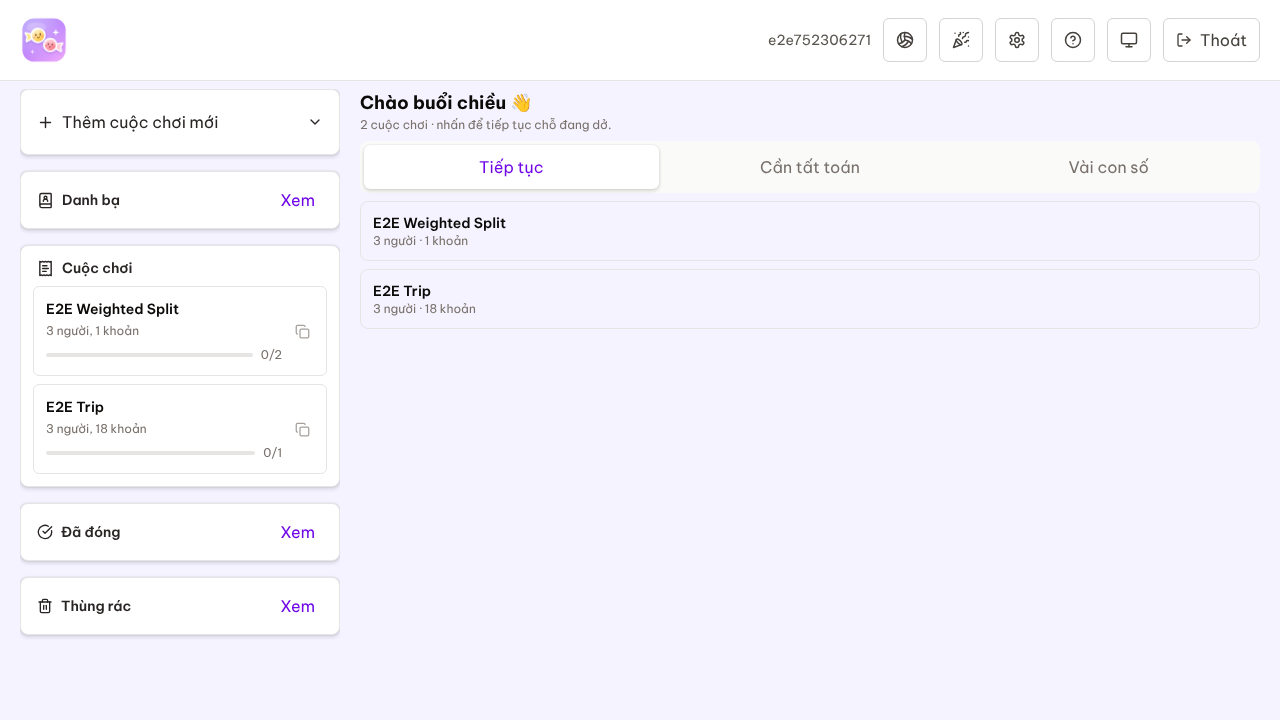 e2e752306271
Thoát
Thêm cuộc chơi mới
Danh bạ
Xem
Cuộc chơi
E2E Weighted Split
3 người, 1 khoản
0/2
E2E Trip
3 người, 18 khoản
0/1
Đã đóng
Xem
Thùng rác
Xem
Chào buổi chiều 👋
2 cuộc chơi · nhấn để tiếp tục chỗ đang dở.
Tiếp tục
Cần tất toán
Vài con số
E2E Weighted Split
3 người · 1 khoản
E2E Trip
3 người · 18 khoản